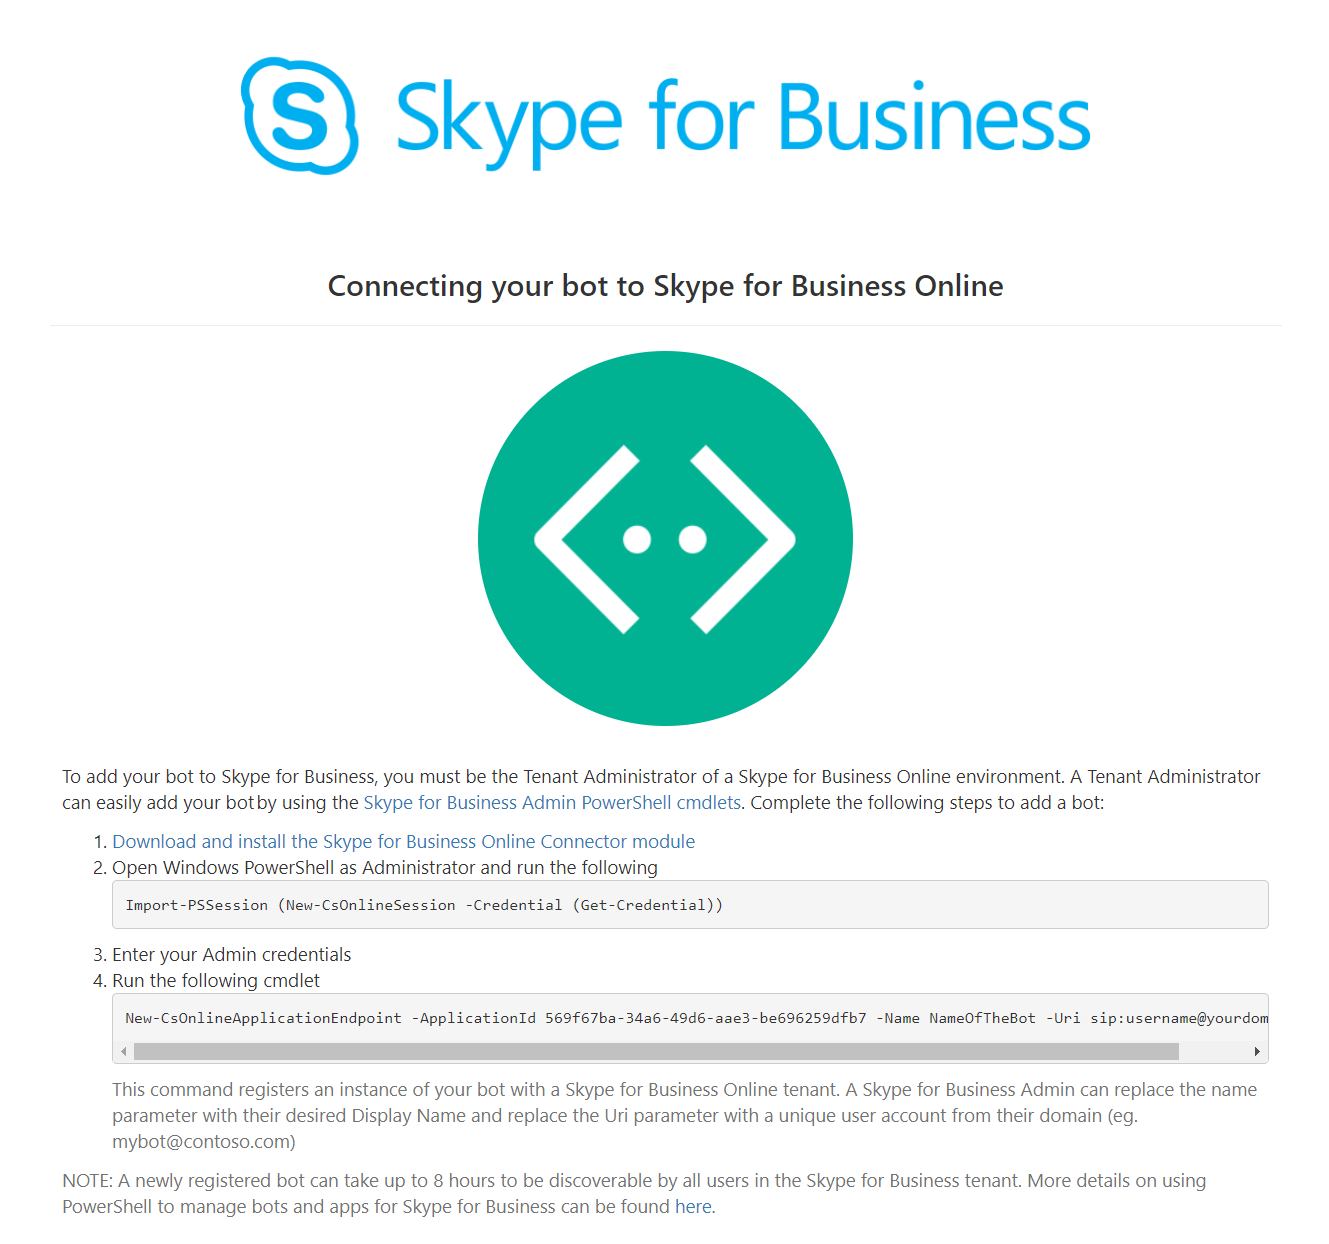 Skype for Business
Connecting your bot to Skype for Business Online
To add your bot to Skype for Business, you must be the Tenant Administrator of a Skype for Business Online environment. A Tenant Administrator
can easily add your bot by using the Skype for Business Admin PowerShell cmdlets. Complete the following steps to add a bot:
1. Download and install the Skype for Business Online Connector module
2. Open Windows PowerShell as Administrator and run the following
Import-PSSession (New-CsOnlineSession -Credential (Get-Credential))
3. Enter your Admin credentials
4. Run the following cmdlet
New-CsOnlineApplicationEndpoint -ApplicationId 569f67ba-34a6-49d6-aae3-be696259dfb7 -Name NameOfTheBot -Uri sip:username@yourdom
This command registers an instance of your bot with a Skype for Business Online tenant. A Skype for Business Admin can replace the name
parameter with their desired Display Name and replace the Uri parameter with a unique user account from their domain (eg.
mybot@contoso.com)
NOTE: A newly registered bot can take up to 8 hours to be discoverable by all users in the Skype for Business tenant. More details on using
PowerShell to manage bots and apps for Skype for Business can be found here.